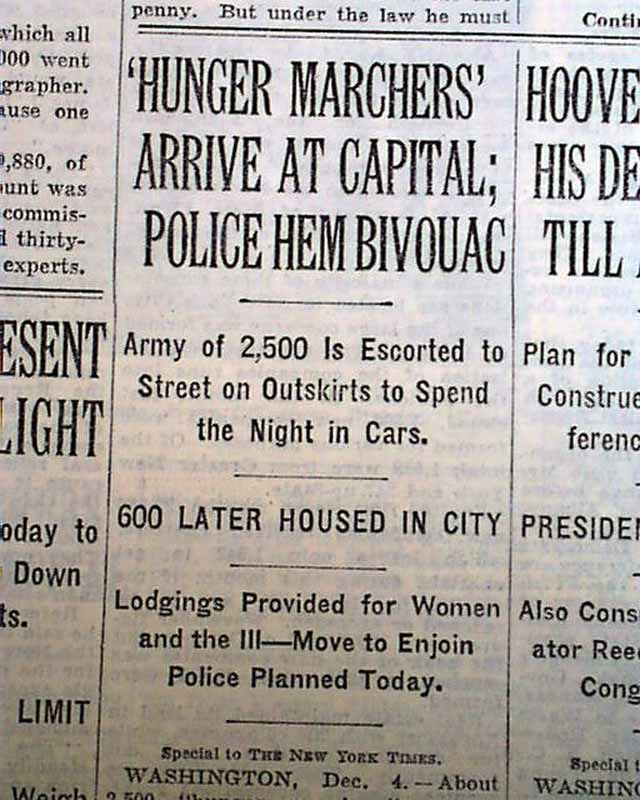 which all
000 went
grapher.
ause one
,880, of
ount was
commis-
d thirty-
experts.
ESENT
LIGHT
oday to
Down
ts.
LIMIT
Weigh
penny. But under the law he must
'HUNGER MARCHERS'
ARRIVE AT CAPITAL;
POLICE HEM BIVOUAC
Army of 2,500 Is Escorted to
Street on Outskirts to Spend
the Night in Cars.
600 LATER HOUSED IN CITY
Lodgings Provided for Women
and the Ill—Move to Enjoin
Police Planned Today.
Special to THE NEW YORK TIMES.
WASHINGTON, Dec. 4.—About
2,500
Contin
HOOVE
HIS DE
TILL
Plan for
Construe
ferenc
PRESIDEN
Also Cons
ator Ree
Cong
Special t
WASHIN